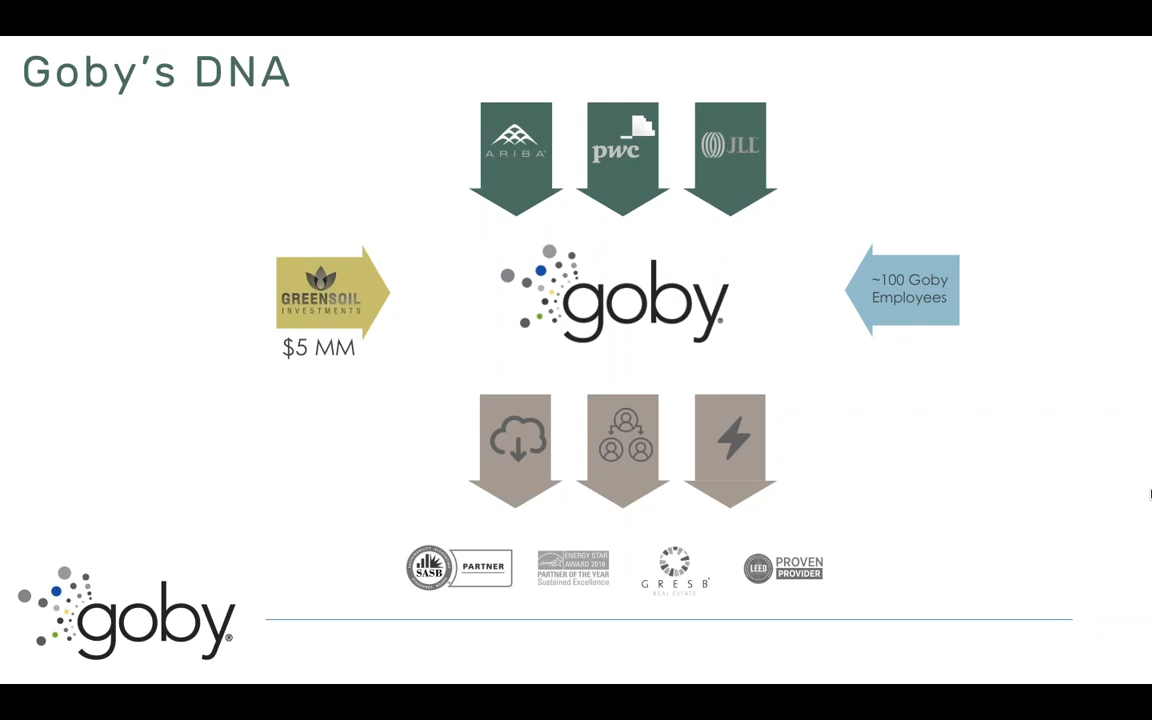 Goby's DNA
ARIBA
pwc
JLL
GREENSOIL
INVESTMENTS
$5 MM
goby®
~100 Goby
Employees
SASB
PARTNER
ENERGY STAR
AWARD 2016
PARTNER OF THE YEAR
Sustained Excellence
GRESB
REAL ESTATE
LEED
PROVEN
PROVIDER
goby®